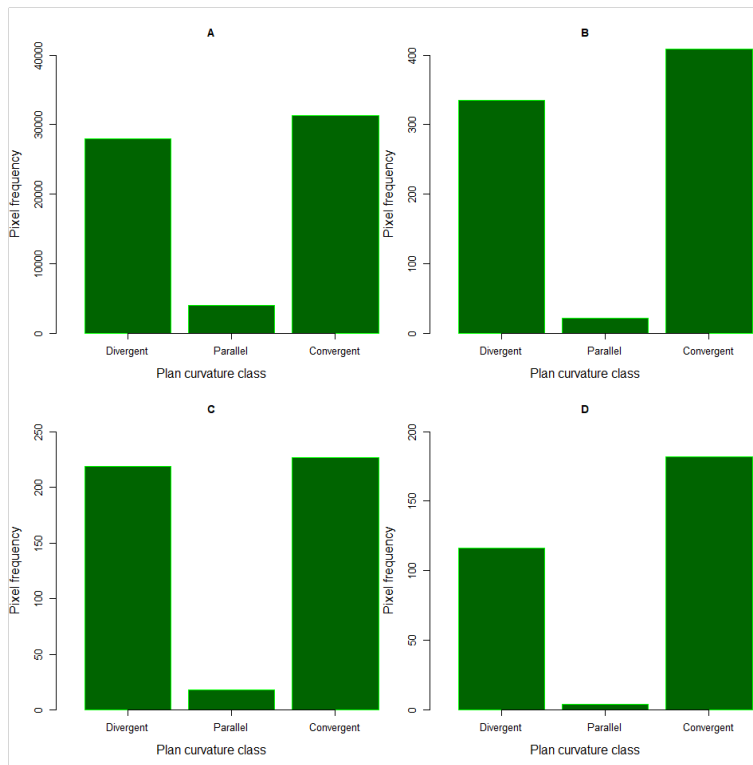 A
Pixel frequency
40000
30000
20000
10000
0
Divergent Parallel Convergent
Plan curvature class
B
Pixel frequency
400
300
200
100
0
Divergent Parallel Convergent
Plan curvature class
C
Pixel frequency
250
200
150
100
50
0
Divergent Parallel Convergent
Plan curvature class
D
Pixel frequency
200
150
100
50
0
Divergent Parallel Convergent
Plan curvature class